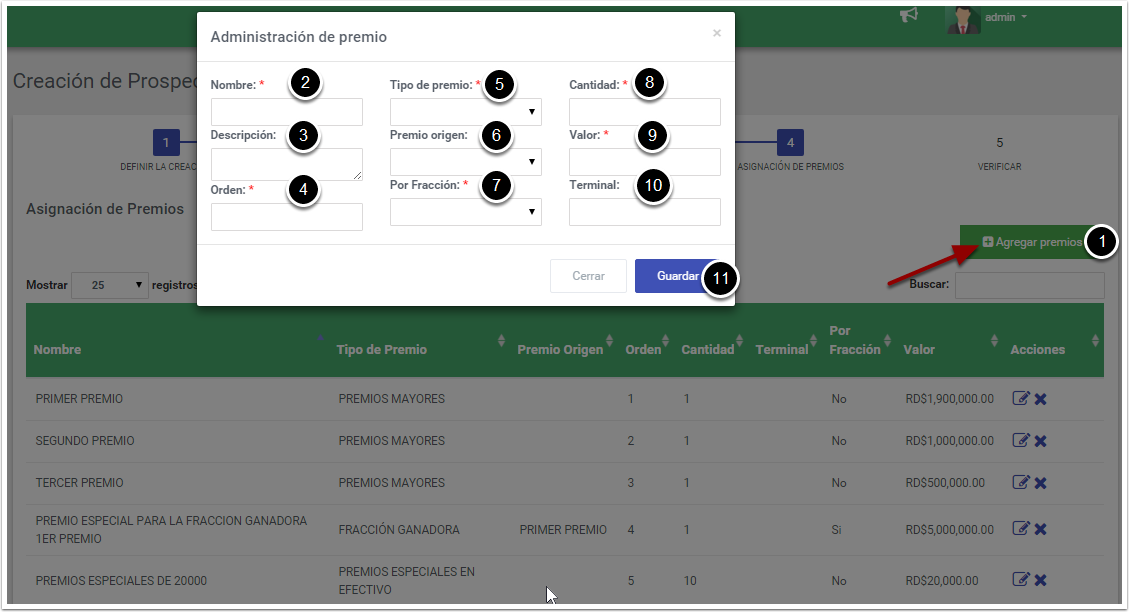 admin
Administración de premio
×
Creación de Prospec
Nombre: * 2
Tipo de premio: * 5
Cantidad: * 8
Descripción: 3
Premio origen: 6
Valor: * 9
Orden: * 4
Por Fracción: * 7
Terminal: 10
Cerrar
Guardar 11
1
DEFINIR LA CREAC
4
ASIGNACIÓN DE PREMIOS
5
VERIFICAR
Asignación de Premios
Agregar premios 1
Mostrar 25 registros
Buscar:
Nombre Tipo de Premio Premio Origen Orden Cantidad Terminal Por Fracción Valor Acciones
PRIMER PREMIO PREMIOS MAYORES 1 1 No RD$1,900,000.00
SEGUNDO PREMIO PREMIOS MAYORES 2 1 No RD$1,000,000.00
TERCER PREMIO PREMIOS MAYORES 3 1 No RD$500,000.00
PREMIO ESPECIAL PARA LA FRACCION GANADORA
1ER PREMIO
FRACCIÓN GANADORA PRIMER PREMIO 4 1 Si RD$5,000,000.00
PREMIOS ESPECIALES DE 20000
PREMIOS ESPECIALES EN
EFECTIVO
5 10 No RD$20,000.00